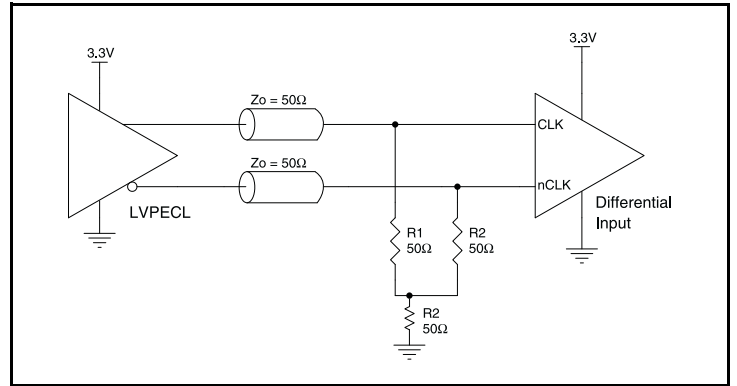 3.3V
3.3V
Zo = 50Ω
CLK
Zo = 50Ω
nCLK
LVPECL
Differential
Input
R1
50Ω
R2
50Ω
R2
50Ω